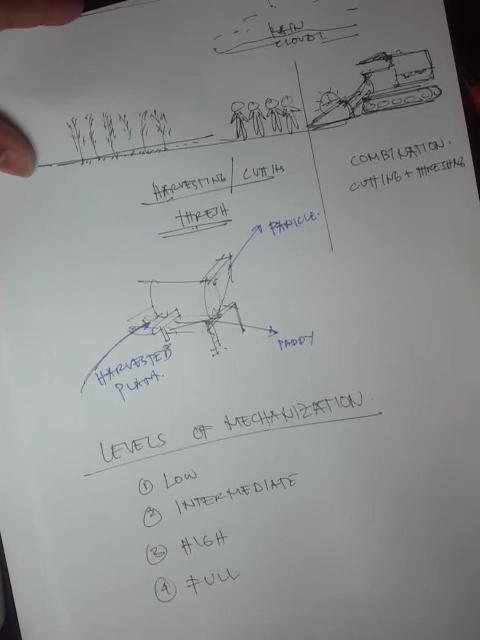 RAIN
CLOUD?
HARVESTING / CUTTING
THRESH
COMBINATION.
CUTTING + THRESHING
PANICLE.
PADDY
HARVESTED
PLANT.
LEVELS OF MECHANIZATION.
① LOW
② INTERMEDIATE
③ HIGH
④ FULL